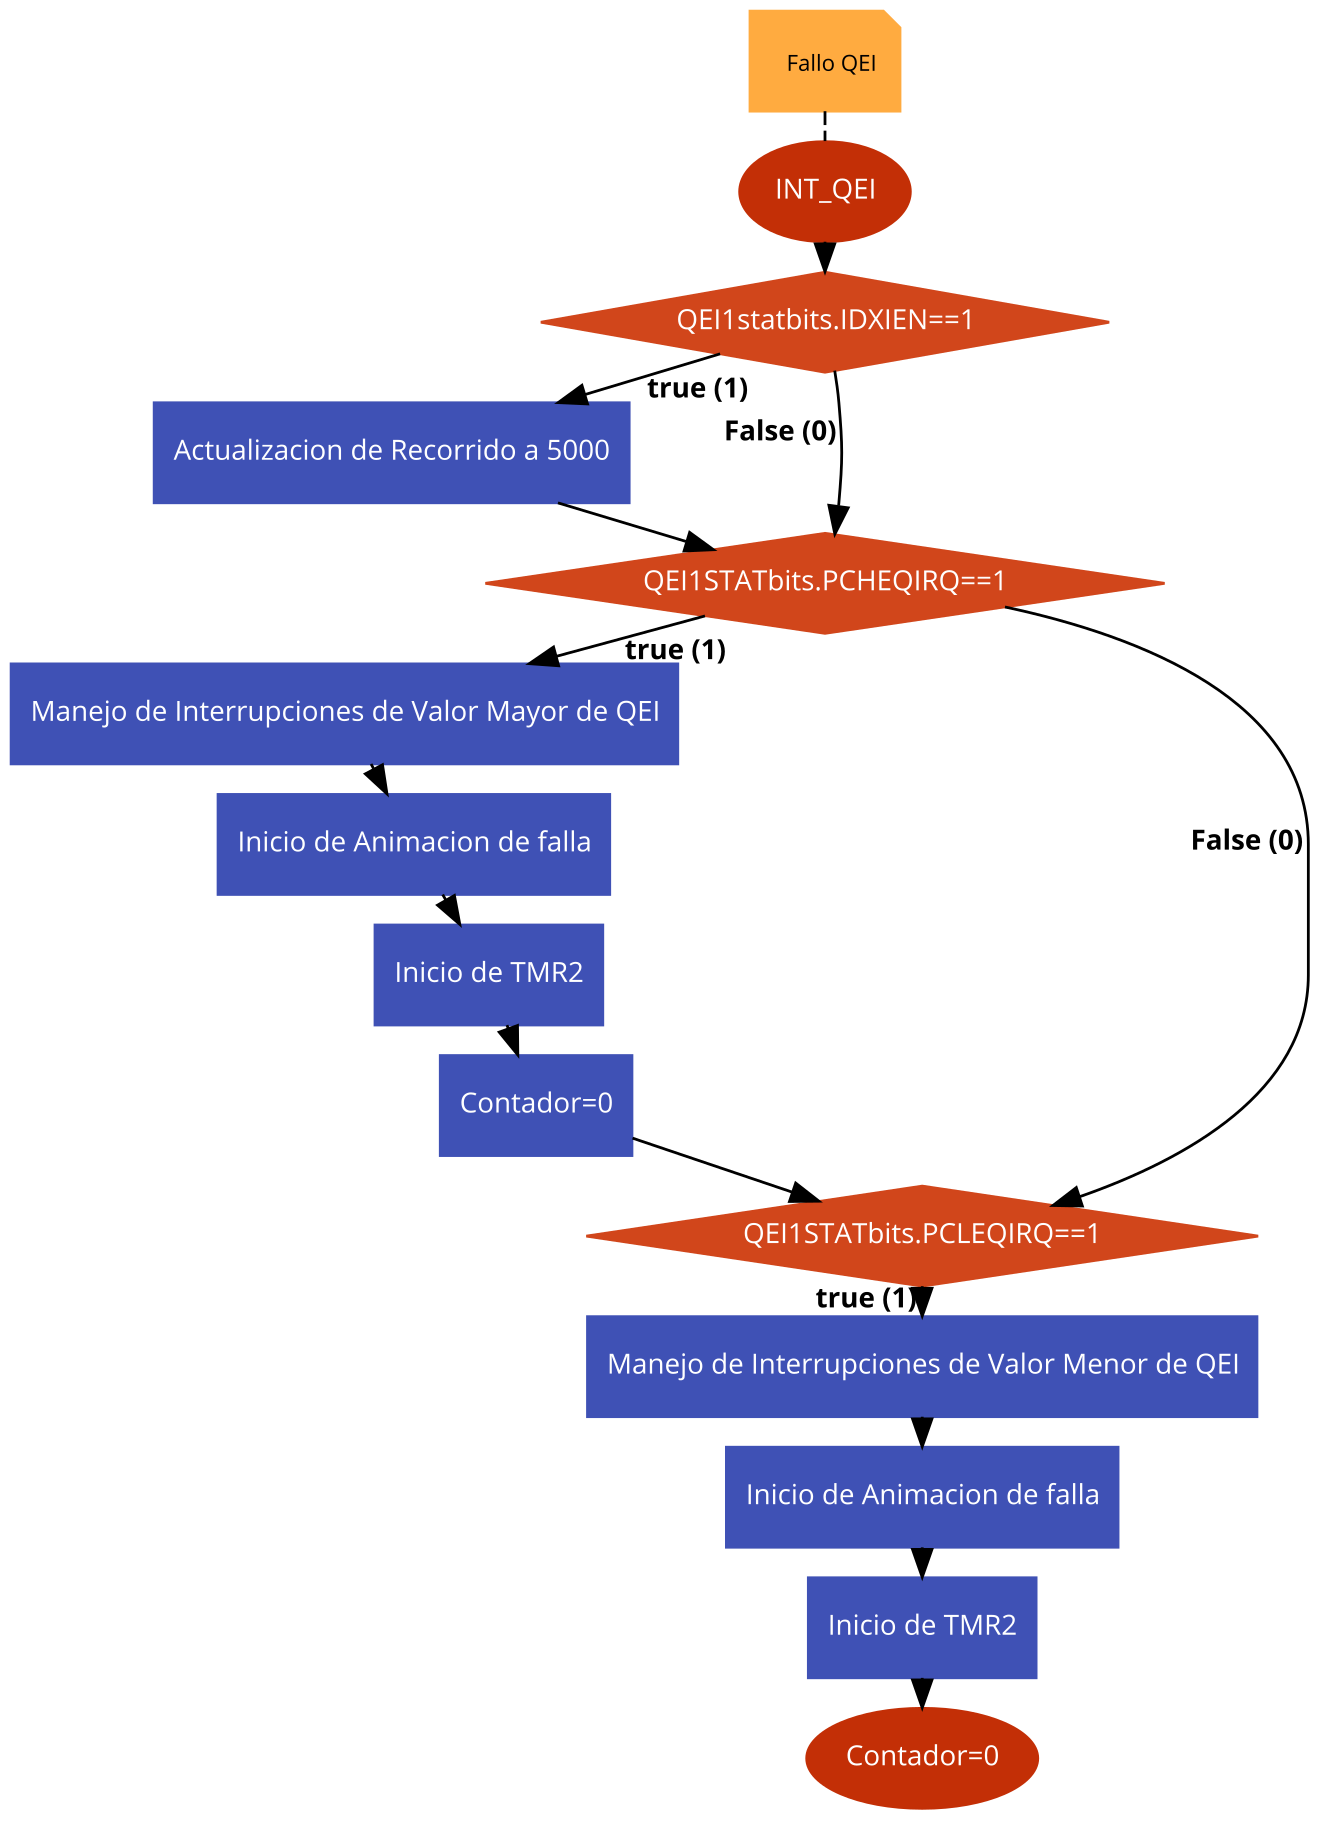 Fallo QEI
INT_QEI
QEI1statbits.IDXIEN==1
true (1)
False (0)
Actualizacion de Recorrido a 5000
QEI1STATbits.PCHEQIRQ==1
true (1)
Manejo de Interrupciones de Valor Mayor de QEI
Inicio de Animacion de falla
False (0)
Inicio de TMR2
Contador=0
QEI1STATbits.PCLEQIRQ==1
true (1)
Manejo de Interrupciones de Valor Menor de QEI
Inicio de Animacion de falla
Inicio de TMR2
Contador=0